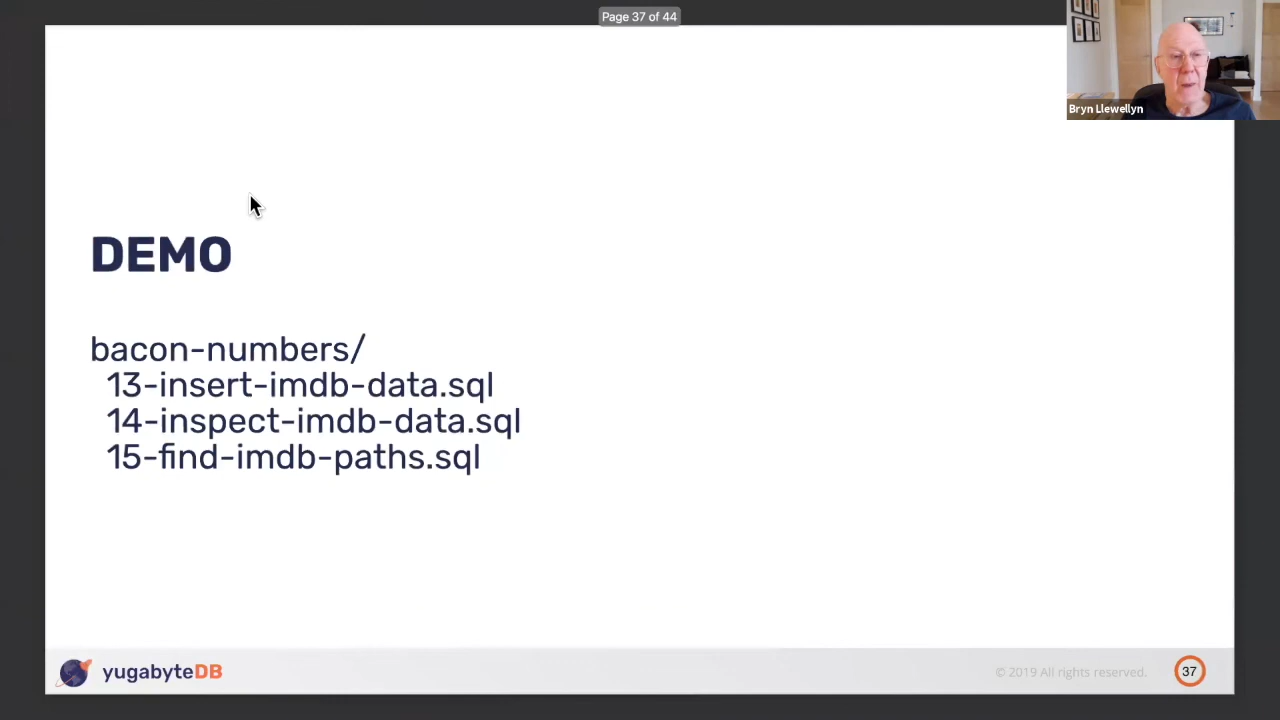 Page 37 of 44
Bryn Llewellyn
DEMO
bacon-numbers/
13-insert-imdb-data.sql
14-inspect-imdb-data.sql
15-find-imdb-paths.sql
yugabyteDB
© 2019 All rights reserved.
37